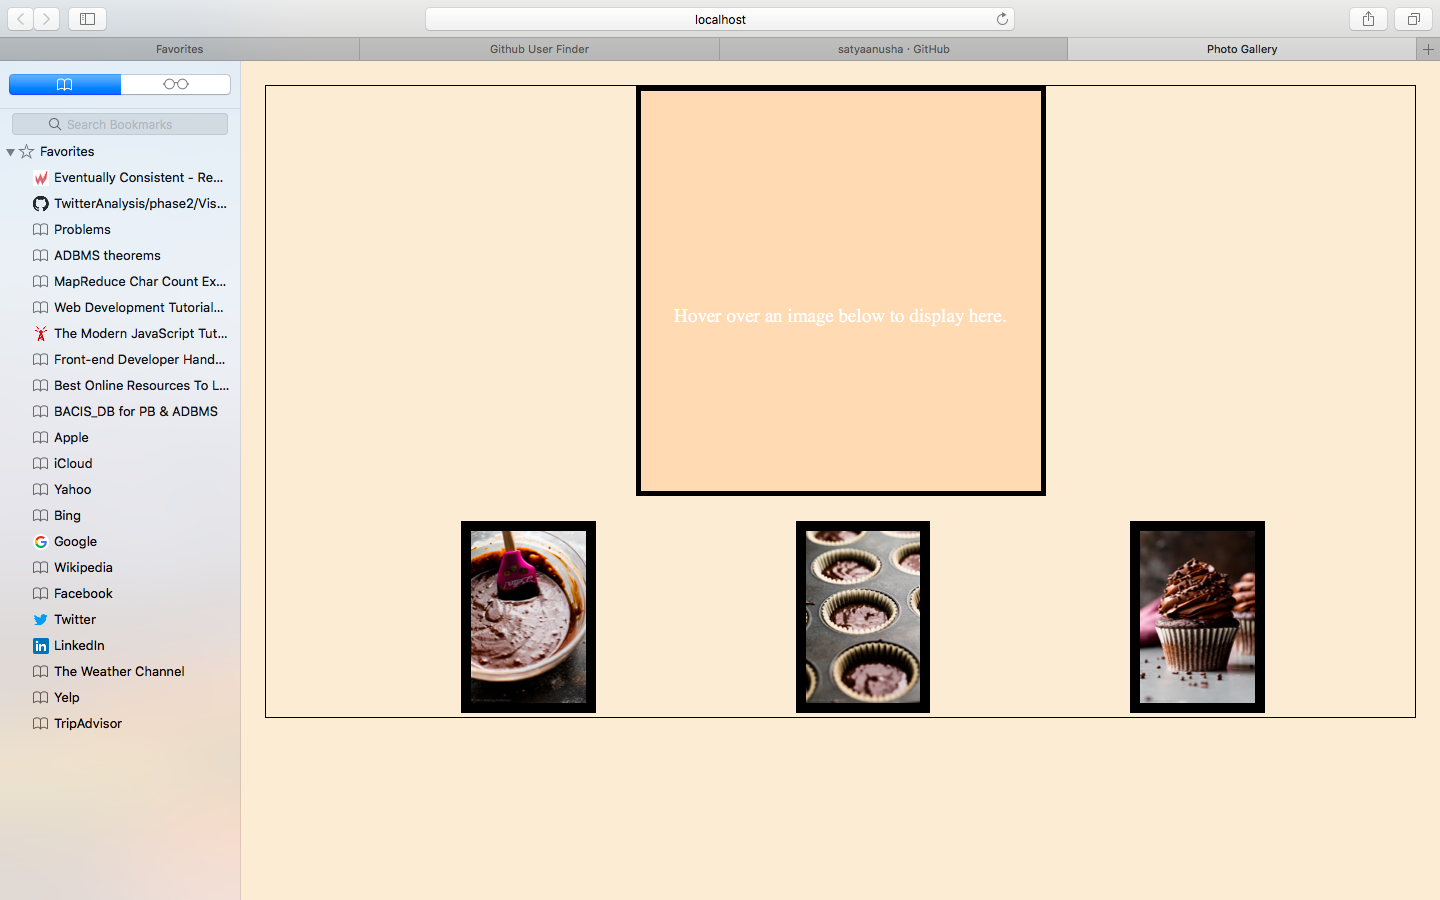 localhost
Favorites
Github User Finder
satyaanusha · GitHub
Photo Gallery
Search Bookmarks
Favorites
Eventually Consistent - Re...
TwitterAnalysis/phase2/Vis...
Problems
ADBMS theorems
MapReduce Char Count Ex...
Web Development Tutorial...
The Modern JavaScript Tut...
Front-end Developer Hand...
Best Online Resources To L...
BACIS_DB for PB & ADBMS
Apple
iCloud
Yahoo
Bing
Google
Wikipedia
Facebook
Twitter
LinkedIn
The Weather Channel
Yelp
TripAdvisor
Hover over an image below to display here.